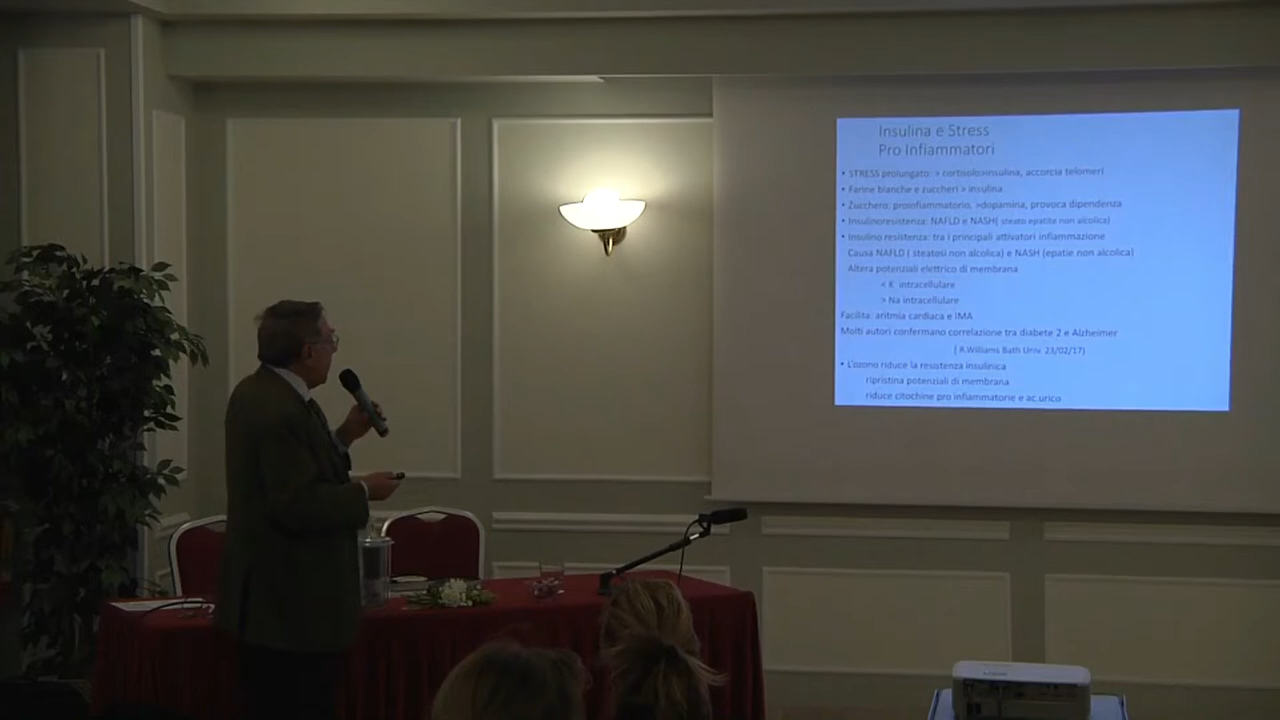 Insulina e Stress
Pro Infiammatori
• STRESS prolungato: > cortisolo>insulina, accorcia telomeri
• Farine bianche e zuccheri > insulina
• Zucchero: proinfiammatorio, >dopamina, provoca dipendenza
• Insulinoresistenza: NAFLD e NASH( steato epatite non alcolica)
• Insulino resistenza: tra i principali attivatori infiammazione
Causa NAFLD ( steatosi non alcolica) e NASH (epatie non alcolica)
Altera potenziali elettrico di membrana
< K intracellulare
> Na intracellulare
Facilita: aritmia cardiaca e IMA
Molti autori confermano correlazione tra diabete 2 e Alzheimer
( R.Williams Bath Univ. 23/02/17)
• L'ozono riduce la resistenza insulinica
ripristina potenziali di membrana
riduce citochine pro infiammatorie e ac.urico